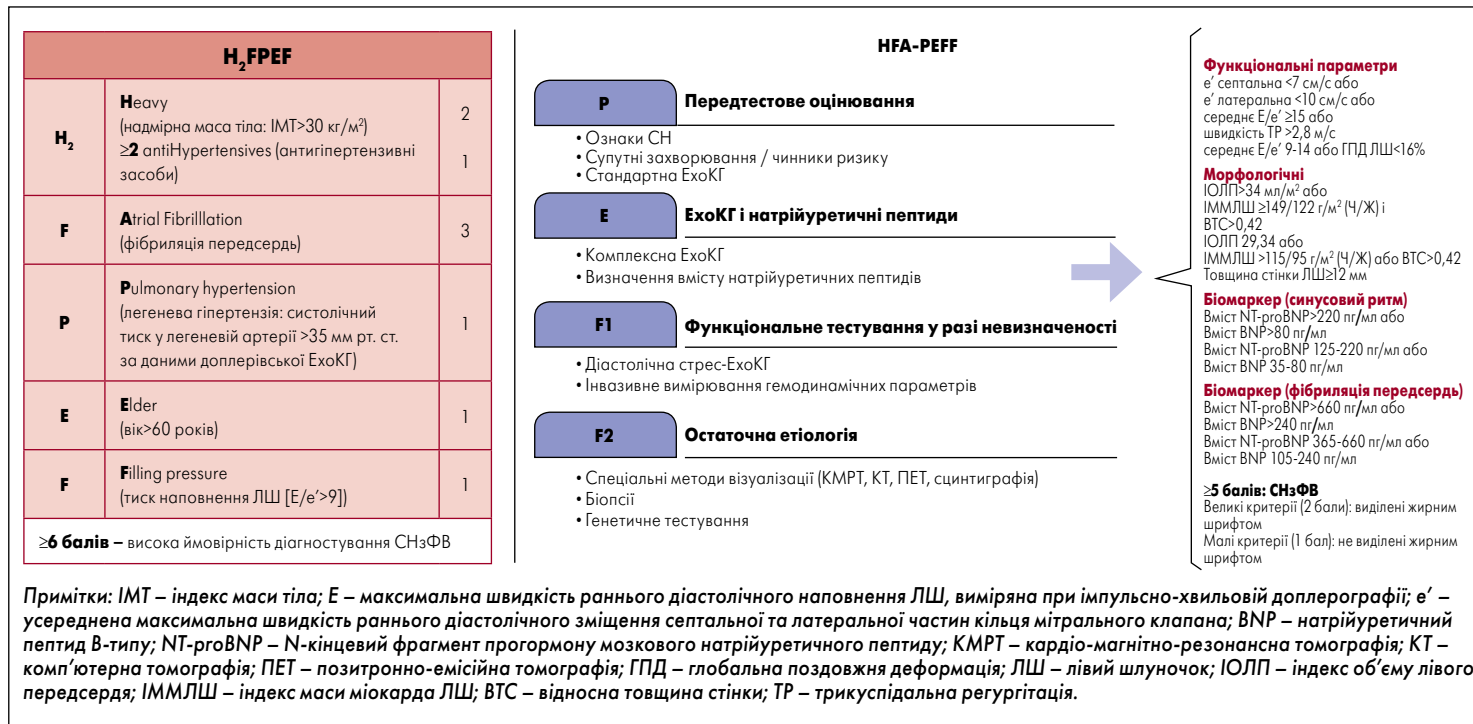 H₂FPEF
H₂
Heavy
(надмірна маса тіла: ІМТ>30 кг/м²)
2
≥2 antiHypertensives (антигіпертензивні
засоби)
1
F
Atrial Fibrilllation
(фібриляція передсердь)
3
P
Pulmonary hypertension
(легенева гіпертензія: систолічний
тиск у легеневій артерії >35 мм рт. ст.
за даними доплерівської ЕхоКГ)
1
E
Elder
(вік>60 років)
1
F
Filling pressure
(тиск наповнення ЛШ [E/e'>9])
1
≥6 балів – висока ймовірність діагностування СНзФВ
HFA-PEFF
P
Передтестове оцінювання
• Ознаки СН
• Супутні захворювання / чинники ризику
• Стандартна ЕхоКГ
E
ЕхоКГ і натрійуретичні пептиди
• Комплексна ЕхоКГ
• Визначення вмісту натрійуретичних пептидів
F1
Функціональне тестування у разі невизначеності
• Діастолічна стрес-ЕхоКГ
• Інвазивне вимірювання гемодинамічних параметрів
F2
Остаточна етіологія
• Спеціальні методи візуалізації (КМРТ, КТ, ПЕТ, сцинтиграфія)
• Біопсії
• Генетичне тестування
Функціональні параметри
e' септальна <7 см/с або
e' латеральна <10 см/с або
середнє E/e' ≥15 або
швидкість ТР >2,8 м/с
середнє E/e' 9-14 або ГПД ЛШ<16%
Морфологічні
ІОЛП>34 мл/м² або
ІММЛШ ≥149/122 г/м² (Ч/Ж) і
ВТС>0,42
ІОЛП 29,34 або
ІММЛШ >115/95 г/м² (Ч/Ж) або ВТС>0,42
Товщина стінки ЛШ≥12 мм
Біомаркер (синусовий ритм)
Вміст NT-proBNP>220 пг/мл або
Вміст BNP>80 пг/мл
Вміст NT-proBNP 125-220 пг/мл або
Вміст BNP 35-80 пг/мл
Біомаркер (фібриляція передсердь)
Вміст NT-proBNP>660 пг/мл або
Вміст BNP>240 пг/мл
Вміст NT-proBNP 365-660 пг/мл або
Вміст BNP 105-240 пг/мл
≥5 балів: СНзФВ
Великі критерії (2 бали): виділені жирним
шрифтом
Малі критерії (1 бал): не виділені жирним
шрифтом
Примітки: ІМТ – індекс маси тіла; E – максимальна швидкість раннього діастолічного наповнення ЛШ, виміряна при імпульсно-хвильовій доплерографії; e' –
усереднена максимальна швидкість раннього діастолічного зміщення септальної та латеральної частин кільця мітрального клапана; BNP – натрійуретичний
пептид В-типу; NT-proBNP – N-кінцевий фрагмент прогормону мозкового натрійуретичного пептиду; КМРТ – кардіо-магнітно-резонансна томографія; КТ –
комп’ютерна томографія; ПЕТ – позитронно-емісійна томографія; ГПД – глобальна поздовжня деформація; ЛШ – лівий шлуночок; ІОЛП – індекс об’єму лівого
передсердя; ІММЛШ – індекс маси міокарда ЛШ; ВТС – відносна товщина стінки; ТР – трикуспідальна регургітація.